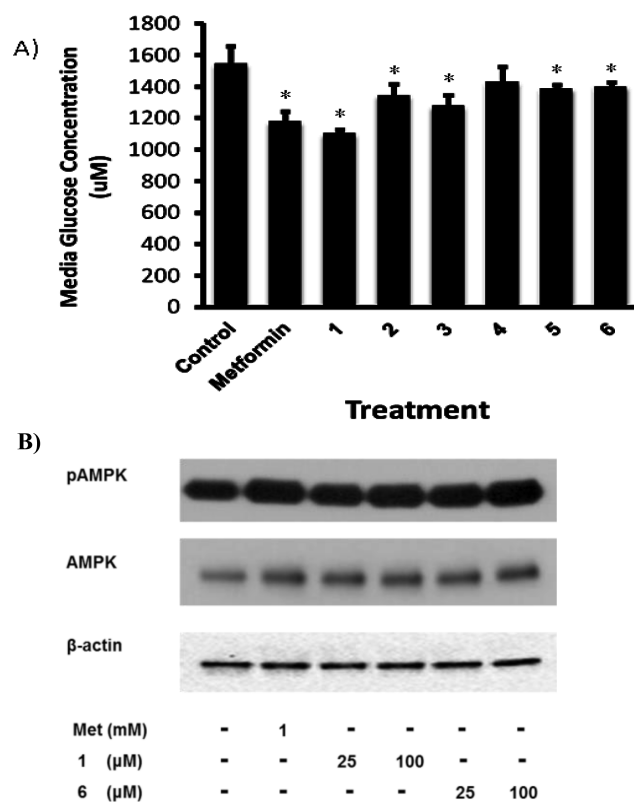 A)
Media Glucose Concentration
(uM)
1800
1600
1400
1200
1000
800
600
400
200
0
* * * * * *
Control Metformin 1 2 3 4 5 6
Treatment
B)
pAMPK
AMPK
β-actin
Met (mM) - 1 - - - -
1 (µM) - - 25 100 - -
6 (µM) - - - - 25 100